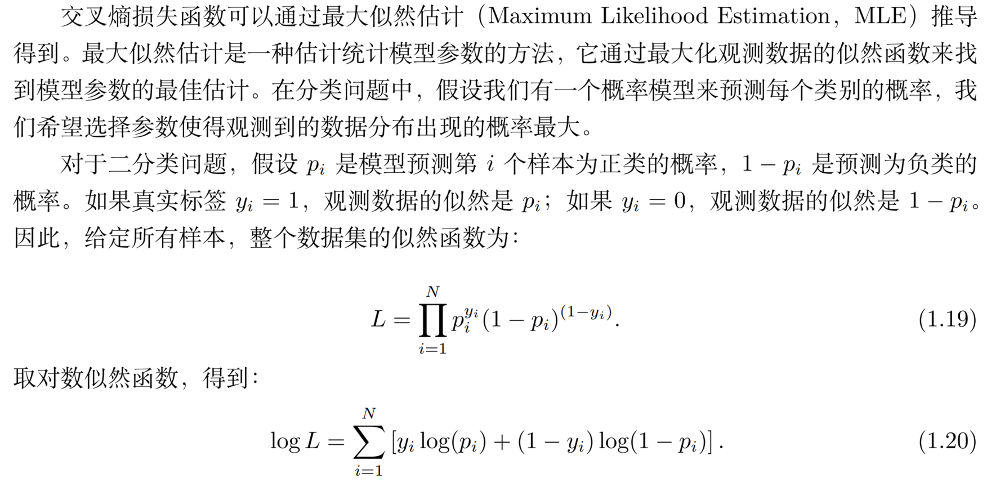 交叉熵损失函数可以通过最大似然估计（Maximum Likelihood Estimation，MLE）推导
得到。最大似然估计是一种估计统计模型参数的方法，它通过最大化观测数据的似然函数来找
到模型参数的最佳估计。在分类问题中，假设我们有一个概率模型来预测每个类别的概率，我
们希望选择参数使得观测到的数据分布出现的概率最大。
对于二分类问题，假设 $p_i$ 是模型预测第 $i$ 个样本为正类的概率，$1 - p_i$ 是预测为负类的
概率。如果真实标签 $y_i = 1$，观测数据的似然是 $p_i$；如果 $y_i = 0$，观测数据的似然是 $1 - p_i$。
因此，给定所有样本，整个数据集的似然函数为：
$L = \prod_{i=1}^{N} p_i^{y_i} (1 - p_i)^{(1-y_i)}.$ (1.19)
取对数似然函数，得到：
$\log L = \sum_{i=1}^{N} [y_i \log(p_i) + (1 - y_i) \log(1 - p_i)].$ (1.20)